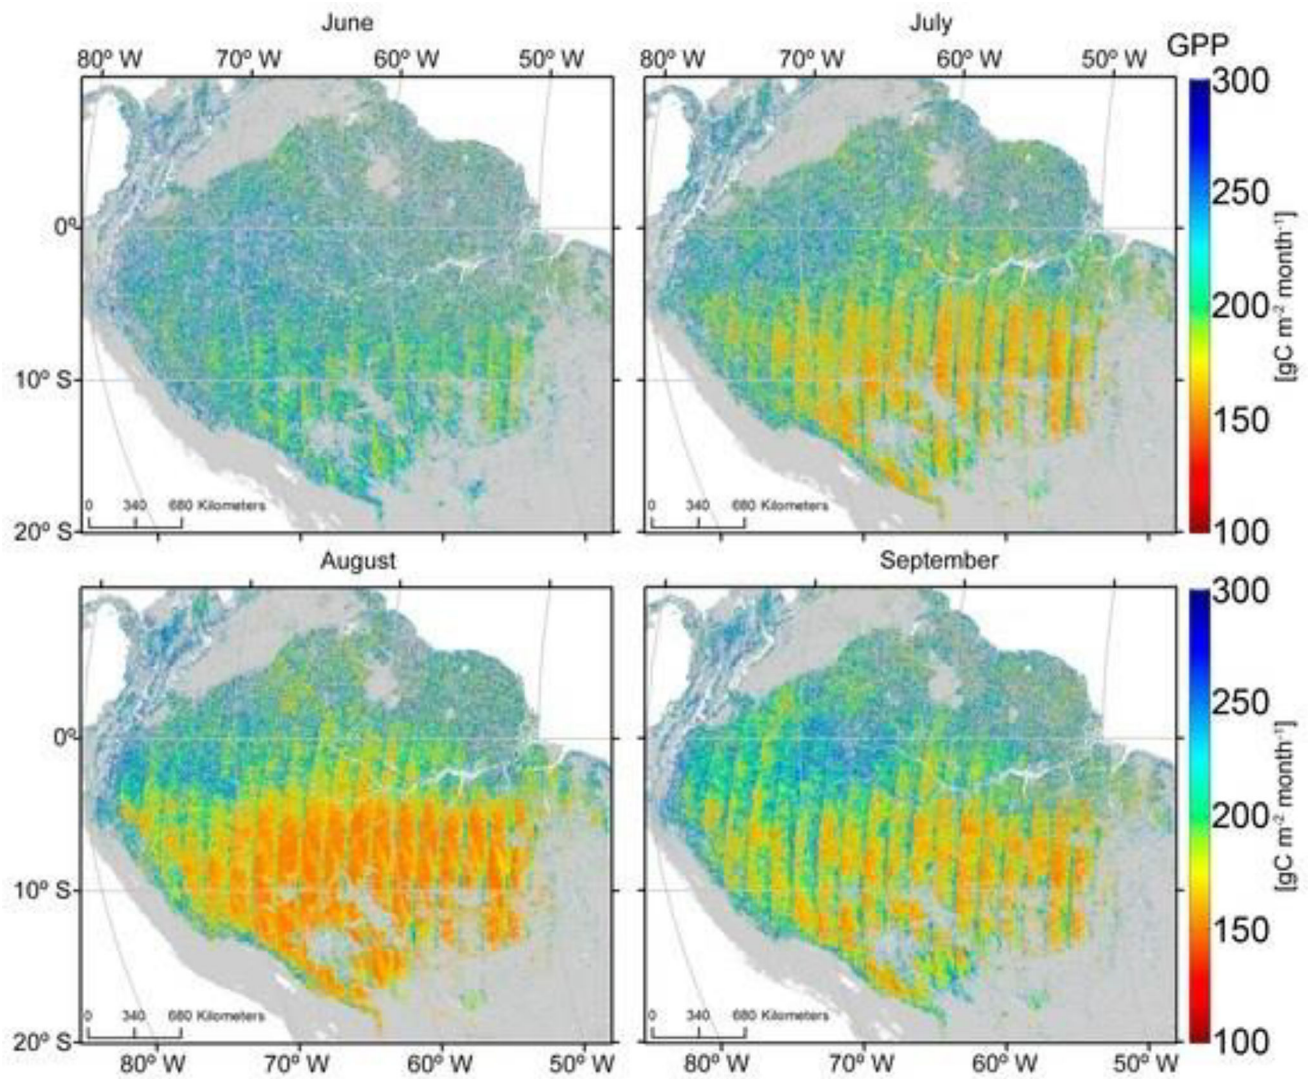 June
July
80º W 70º W 60º W 50º W
80º W 70º W 60º W 50º W
GPP
300
250
200
150
100
[gC m⁻² month⁻¹]
0º
10º S
20º S
0 340 680 Kilometers
0 340 680 Kilometers
August
September
300
250
200
150
100
[gC m⁻² month⁻¹]
0º
10º S
20º S
0 340 680 Kilometers
0 340 680 Kilometers
80º W 70º W 60º W 50º W
80º W 70º W 60º W 50º W